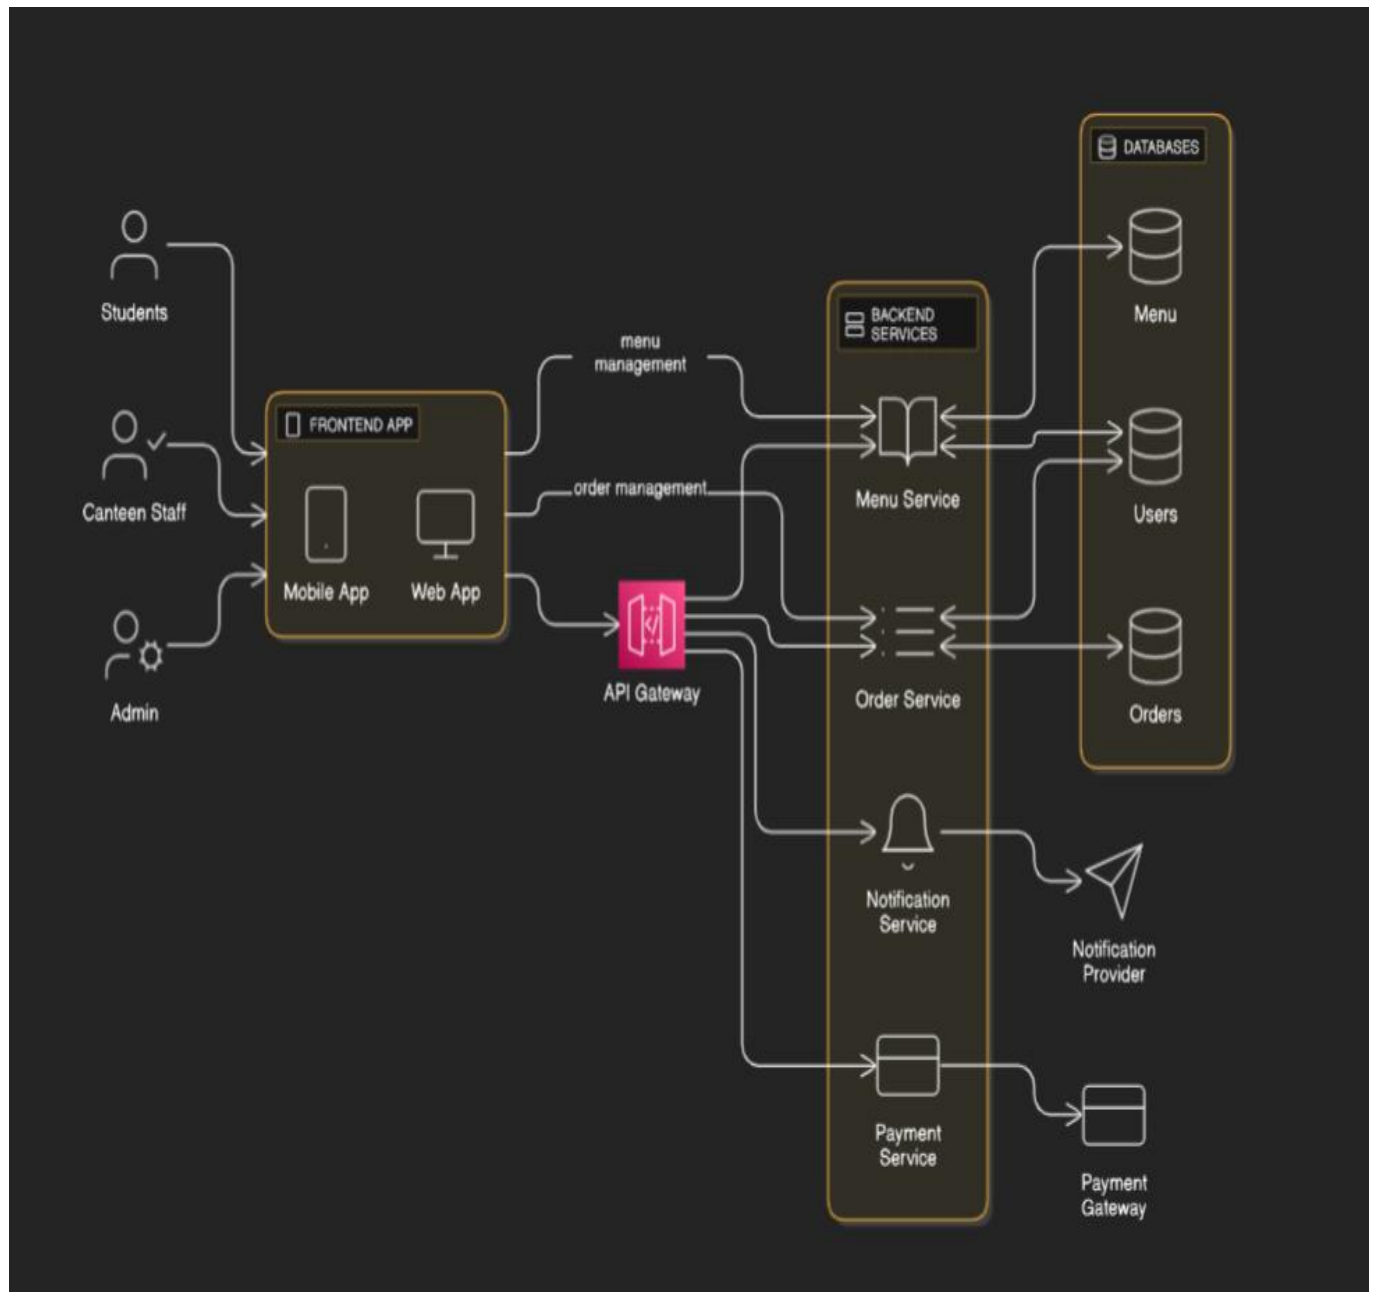 DATABASES
Menu
Users
Orders
Students
Canteen Staff
Admin
FRONTEND APP
Mobile App
Web App
menu
management
order management
API Gateway
BACKEND
SERVICES
Menu Service
Order Service
Notification
Service
Payment
Service
Notification
Provider
Payment
Gateway